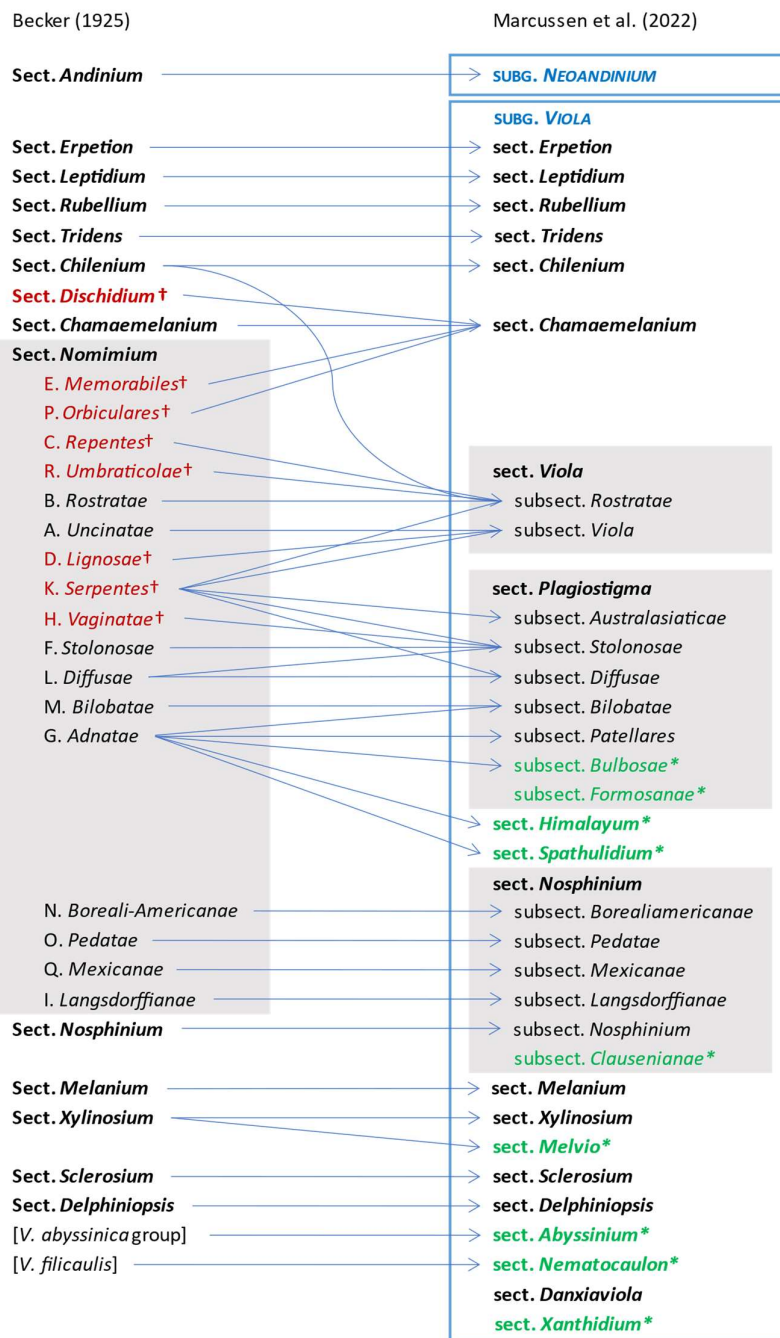 Becker (1925) Marcussen et al. (2022)
Sect. Andinium SUBG. NEOANDINIUM
SUBG. VIOLA
Sect. Erpetion sect. Erpetion
Sect. Leptidium sect. Leptidium
Sect. Rubellium sect. Rubellium
Sect. Tridens sect. Tridens
Sect. Chilenium sect. Chilenium
Sect. Dischidium†
Sect. Chamaemelanium sect. Chamaemelanium
Sect. Nomimium
E. Memorabiles†
P. Orbiculares†
C. Repentes†
R. Umbraticolae† sect. Viola
B. Rostratae subsect. Rostratae
A. Uncinatae subsect. Viola
D. Lignosae†
K. Serpentes† sect. Plagiostigma
H. Vaginatae† subsect. Australasiaticae
F. Stolonosae subsect. Stolonosae
L. Diffusae subsect. Diffusae
M. Bilobatae subsect. Bilobatae
G. Adnatae subsect. Patellares
subsect. Bulbosae*
subsect. Formosanae*
sect. Himalayum*
sect. Spathulidium*
sect. Nosphinium
N. Boreali-Americanae subsect. Borealiamericanae
O. Pedatae subsect. Pedatae
Q. Mexicanae subsect. Mexicanae
I. Langsdorffianae subsect. Langsdorffianae
Sect. Nosphinium subsect. Nosphinium
subsect. Clausenianae*
Sect. Melanium sect. Melanium
Sect. Xylinosium sect. Xylinosium
sect. Melvio*
Sect. Sclerosium sect. Sclerosium
Sect. Delphiniopsis sect. Delphiniopsis
[V. abyssinica group] sect. Abyssinium*
[V. filicaulis] sect. Nematocaulon*
sect. Danxiaviola
sect. Xanthidium*